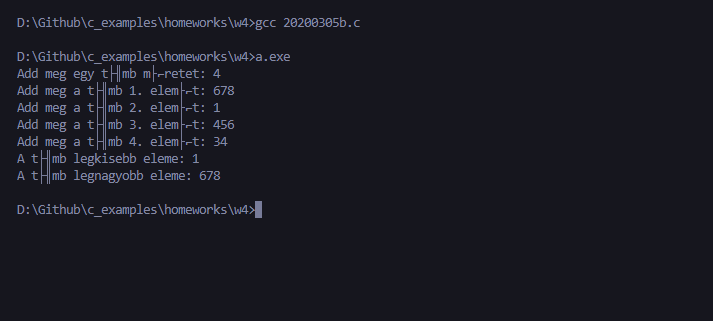 D:\Github\c_examples\homeworks\w4>gcc 20200305b.c
D:\Github\c_examples\homeworks\w4>a.exe
Add meg egy t├║mb m├⌐retet: 4
Add meg a t├║mb 1. elem├⌐t: 678
Add meg a t├║mb 2. elem├⌐t: 1
Add meg a t├║mb 3. elem├⌐t: 456
Add meg a t├║mb 4. elem├⌐t: 34
A t├║mb legkisebb eleme: 1
A t├║mb legnagyobb eleme: 678
D:\Github\c_examples\homeworks\w4>